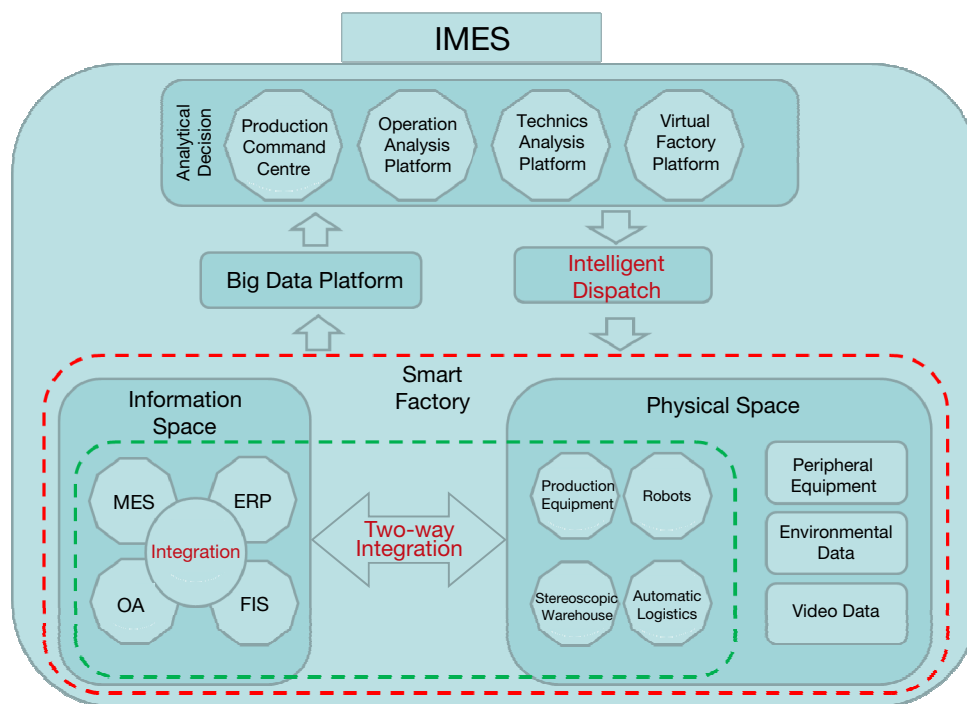 IMES
Analytical
Decision
Production
Command
Centre
Operation
Analysis
Platform
Technics
Analysis
Platform
Virtual
Factory
Platform
Big Data Platform
Intelligent
Dispatch
Smart
Factory
Information
Space
MES
ERP
Integration
OA
FIS
Two-way
Integration
Physical Space
Production
Equipment
Robots
Stereoscopic
Warehouse
Automatic
Logistics
Peripheral
Equipment
Environmental
Data
Video Data